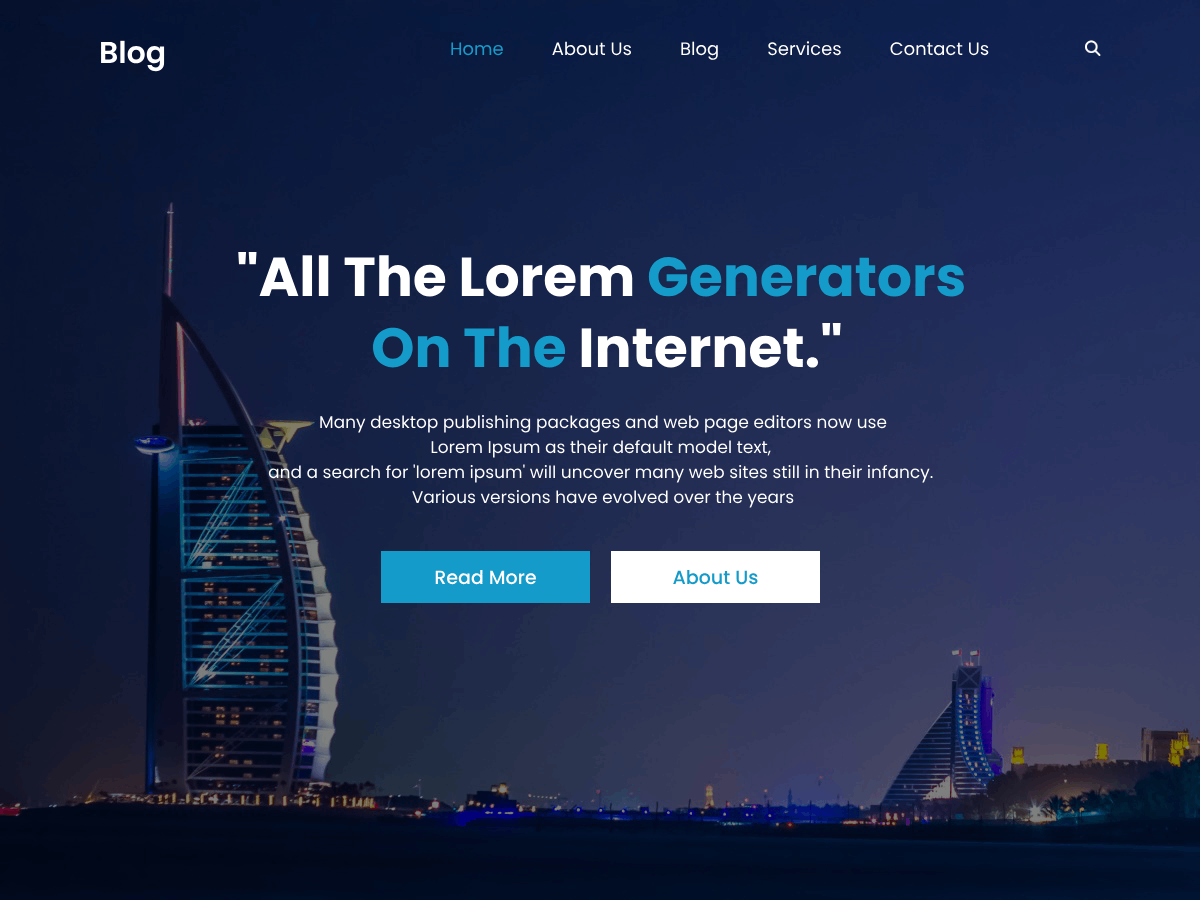 Blog
Home About Us Blog Services Contact Us
"All The Lorem Generators
On The Internet."
Many desktop publishing packages and web page editors now use
Lorem Ipsum as their default model text,
and a search for 'lorem ipsum' will uncover many web sites still in their infancy.
Various versions have evolved over the years
Read More
About Us